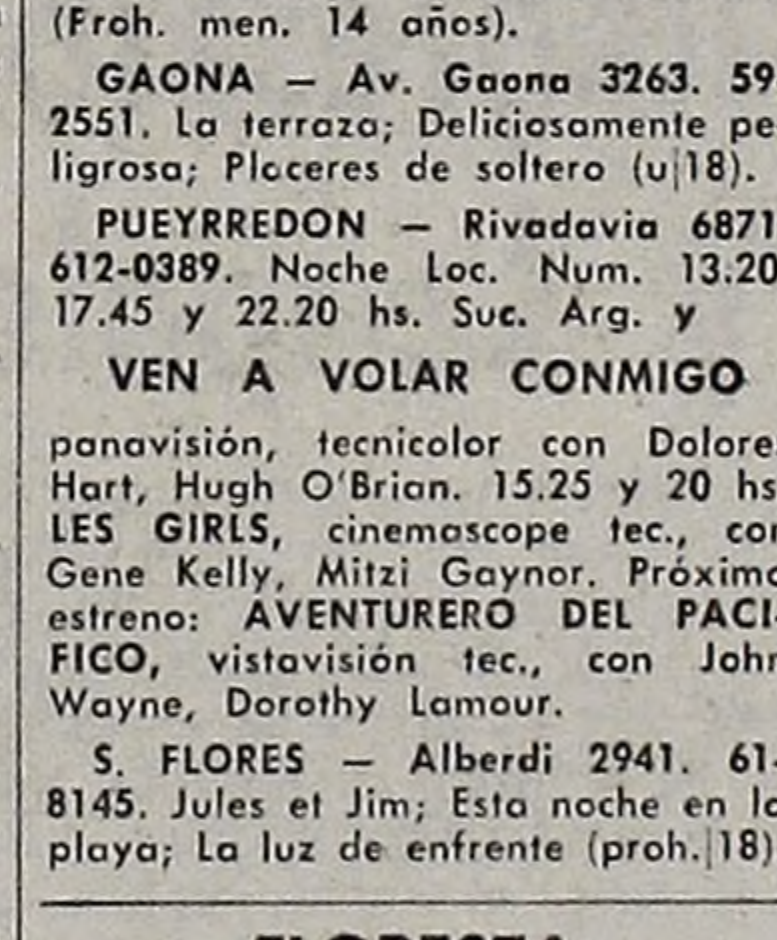 (Froh. men. 14 años).
GAONA — Av. Gaona 3263. 59
2551. La terraza; Deliciosamente pe
ligrosa; Placeres de soltero (u|18).
PUEYRREDON — Rivadavia 6871
612-0389. Noche Loc. Num. 13.20
17.45 y 22.20 hs. Suc. Arg. y
VEN A VOLAR CONMIGO
panavisión, tecnicolor con Dolores
Hart, Hugh O'Brian. 15.25 y 20 hs
LES GIRLS, cinemascope tec., con
Gene Kelly, Mitzi Gaynor. Próximo
estreno: AVENTURERO DEL PACI-
FICO, vistavisión tec., con John
Wayne, Dorothy Lamour.
S. FLORES — Alberdi 2941. 61-
8145. Jules et Jim; Esta noche en la
playa; La luz de enfrente (proh.|18)